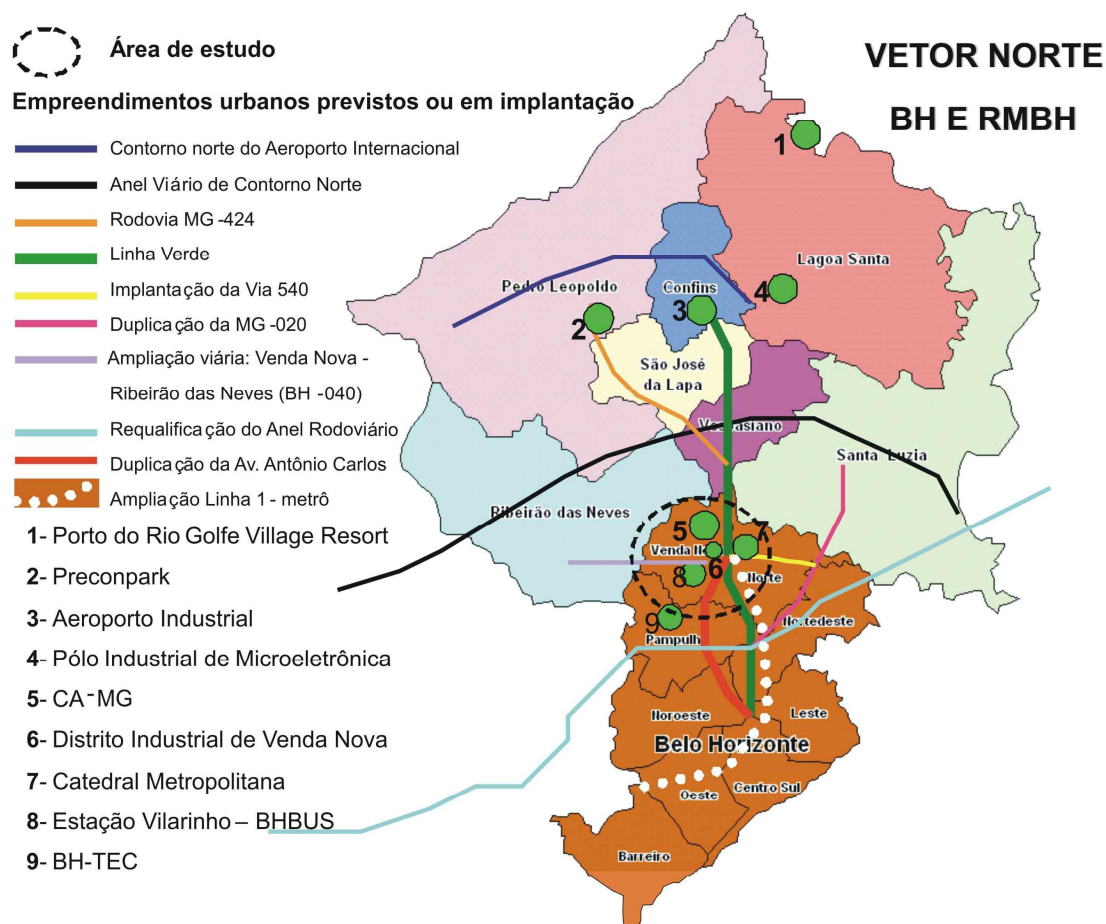 Área de estudo
VETOR NORTE
BH E RMBH
Empreendimentos urbanos previstos ou em implantação
Contorno norte do Aeroporto Internacional
Anel Viário de Contorno Norte
Rodovia MG -424
Linha Verde
Implantação da Via 540
Duplicação da MG -020
Ampliação viária: Venda Nova -
Ribeirão das Neves (BH -040)
Requalificação do Anel Rodoviário
Duplicação da Av. Antônio Carlos
Ampliação Linha 1 - metrô
1- Porto do Rio Golfe Village Resort
2- Preconpark
3- Aeroporto Industrial
4- Pólo Industrial de Microeletrônica
5- CA-MG
6- Distrito Industrial de Venda Nova
7- Catedral Metropolitana
8- Estação Vilarinho – BHBUS
9- BH-TEC
1
Lagoa Santa
Pedro Leopoldo
Confins
4
3
2
São José
da Lapa
Santa Luzia
Ribeirão das Neves
5
7
Venda
6
8
Norte
9
Nortedeste
Pampulh
Noroeste
Leste
Belo Horizonte
Oeste
Centro Sul
Barreiro